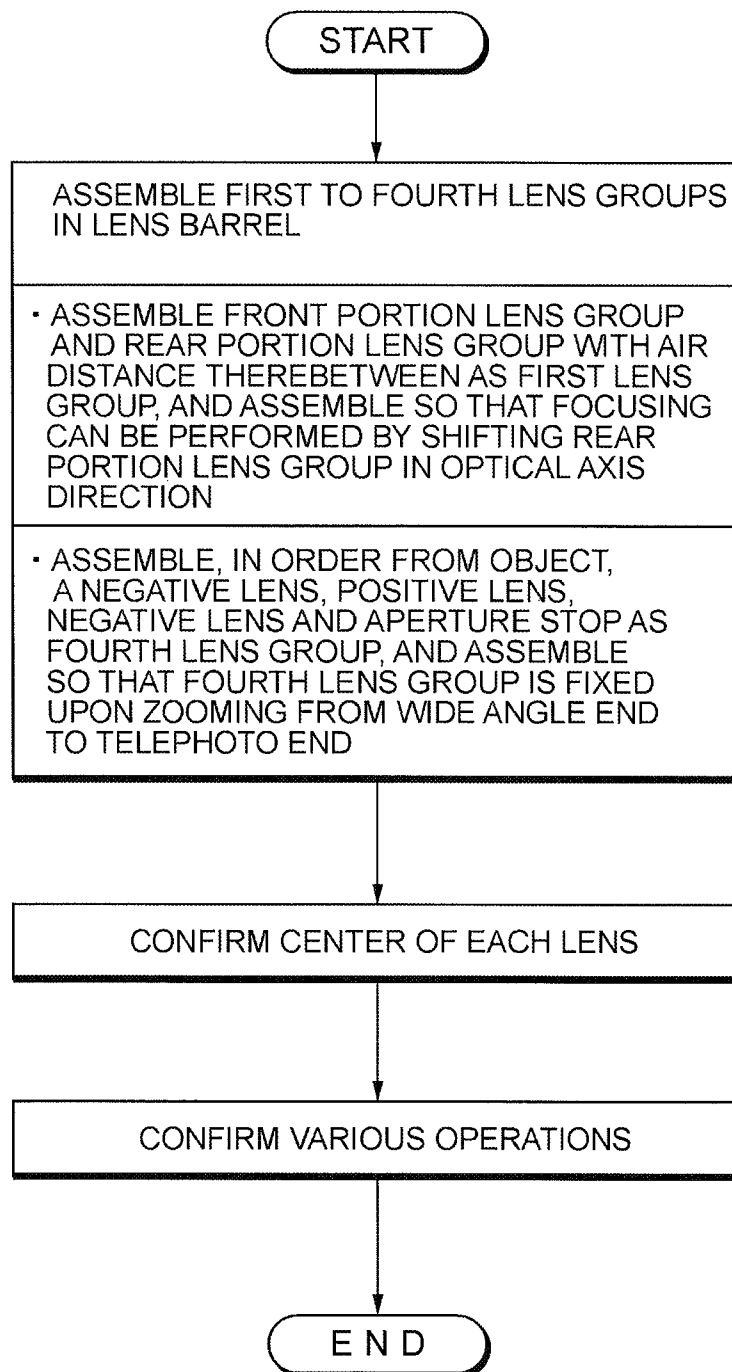 START
ASSEMBLE FIRST TO FOURTH LENS GROUPS
IN LENS BARREL
· ASSEMBLE FRONT PORTION LENS GROUP
AND REAR PORTION LENS GROUP WITH AIR
DISTANCE THEREBETWEEN AS FIRST LENS
GROUP, AND ASSEMBLE SO THAT FOCUSING
CAN BE PERFORMED BY SHIFTING REAR
PORTION LENS GROUP IN OPTICAL AXIS
DIRECTION
· ASSEMBLE, IN ORDER FROM OBJECT,
A NEGATIVE LENS, POSITIVE LENS,
NEGATIVE LENS AND APERTURE STOP AS
FOURTH LENS GROUP, AND ASSEMBLE
SO THAT FOURTH LENS GROUP IS FIXED
UPON ZOOMING FROM WIDE ANGLE END
TO TELEPHOTO END
CONFIRM CENTER OF EACH LENS
CONFIRM VARIOUS OPERATIONS
E N D